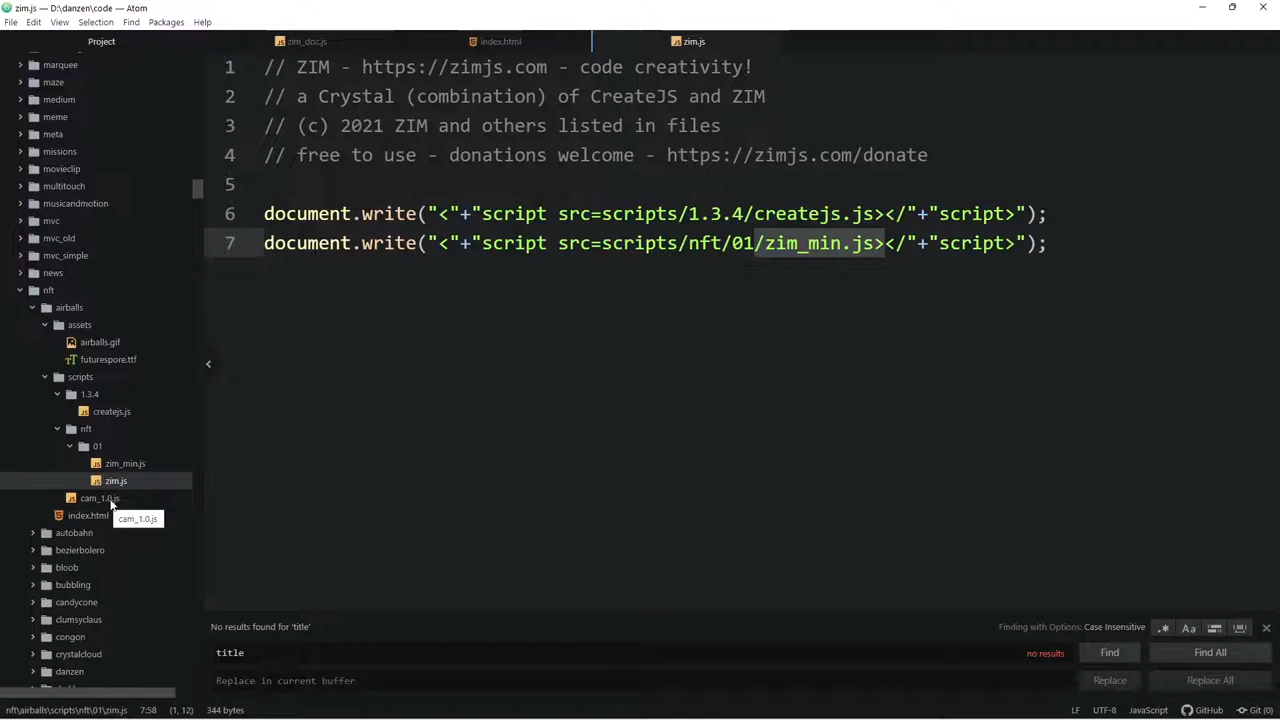 zim.js — D:\danzen\code — Atom
File Edit View Selection Find Packages Help
Project
zim_doc.js index.html zim.js
marquee
maze
medium
meme
meta
missions
movieclip
multitouch
musicandmotion
mvc
mvc_old
mvc_simple
news
nft
airballs
assets
airballs.gif
futurespore.ttf
scripts
1.3.4
createjs.js
nft
01
zim_min.js
zim.js
cam_1.0.js
index.html
cam_1.0.js
autobahn
bezierbolero
bloob
bubbling
candycone
clumsyclaus
congon
crystalcloud
danzen
1 // ZIM - https://zimjs.com - code creativity!
2 // a Crystal (combination) of CreateJS and ZIM
3 // (c) 2021 ZIM and others listed in files
4 // free to use - donations welcome - https://zimjs.com/donate
5
6 document.write("<"+"script src=scripts/1.3.4/createjs.js></"+"script>");
7 document.write("<"+"script src=scripts/nft/01/zim_min.js></"+"script>");
No results found for 'title' Finding with Options: Case Insensitive .* Aa
title no results Find Find All
Replace in current buffer Replace Replace All
nft\airballs\scripts\nft\01\zim.js 7:58 (1, 12) 344 bytes LF UTF-8 JavaScript GitHub Git (0)